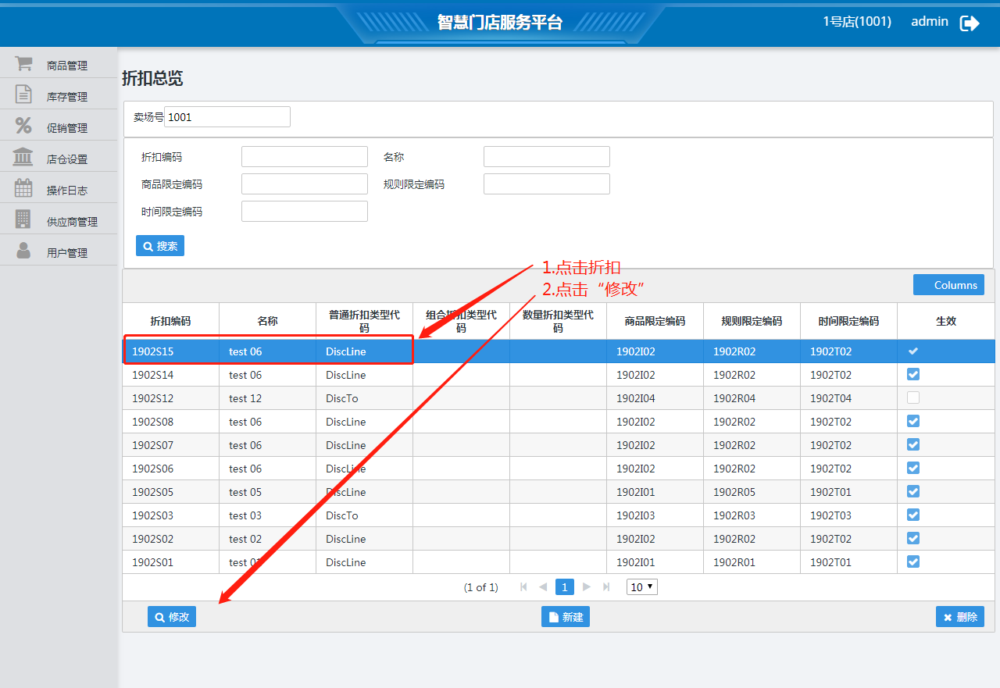 智慧门店服务平台
1号店(1001) admin
商品管理
库存管理
促销管理
店仓设置
操作日志
供应商管理
用户管理
折扣总览
卖场号 1001
折扣编码 名称
商品限定编码 规则限定编码
时间限定编码
搜索
1.点击折扣
2.点击“修改”
Columns
折扣编码 名称 普通折扣类型代码 组合折扣类型代码 数量折扣类型代码 商品限定编码 规则限定编码 时间限定编码 生效
1902S15 test 06 DiscLine 1902I02 1902R02 1902T02
1902S14 test 06 DiscLine 1902I02 1902R02 1902T02
1902S12 test 12 DiscTo 1902I04 1902R04 1902T04
1902S08 test 06 DiscLine 1902I02 1902R02 1902T02
1902S07 test 06 DiscLine 1902I02 1902R02 1902T02
1902S06 test 06 DiscLine 1902I02 1902R02 1902T02
1902S05 test 05 DiscLine 1902I01 1902R05 1902T01
1902S03 test 03 DiscTo 1902I03 1902R03 1902T03
1902S02 test 02 DiscLine 1902I02 1902R02 1902T02
1902S01 test 01 DiscLine 1902I01 1902R01 1902T01
(1 of 1) 1 10
修改 新建 删除